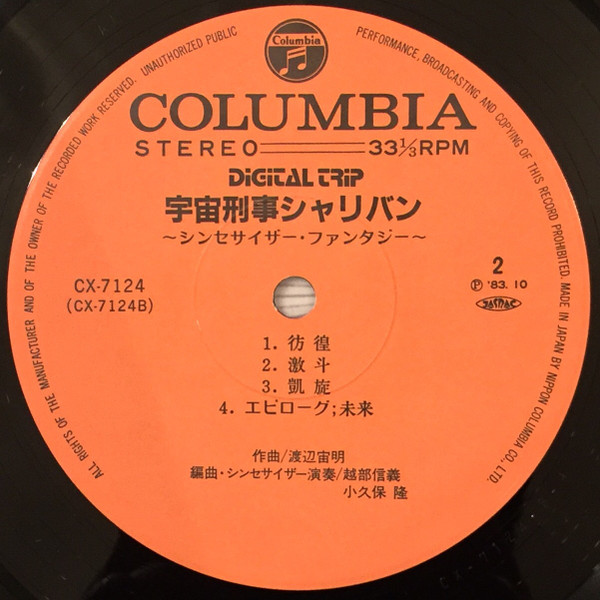 Columbia
COLUMBIA
STEREO 33 1/3 RPM
DIGITAL TRIP
宇宙刑事シャリバン
~シンセサイザー・ファンタジー~
CX-7124
(CX-7124B)
2
Ⓟ '83. 10
JASRAC
1. 彷徨
2. 激斗
3. 凱旋
4. エピローグ;未来
作曲/渡辺宙明
編曲・シンセサイザー演奏/越部信義
小久保 隆
ALL RIGHTS OF THE MANUFACTURER AND OF THE OWNER OF THE RECORDED WORK RESERVED. UNAUTHORIZED PUBLIC PERFORMANCE, BROADCASTING AND COPYING OF THIS RECORD PROHIBITED. MADE IN JAPAN BY NIPPON COLUMBIA CO., LTD.